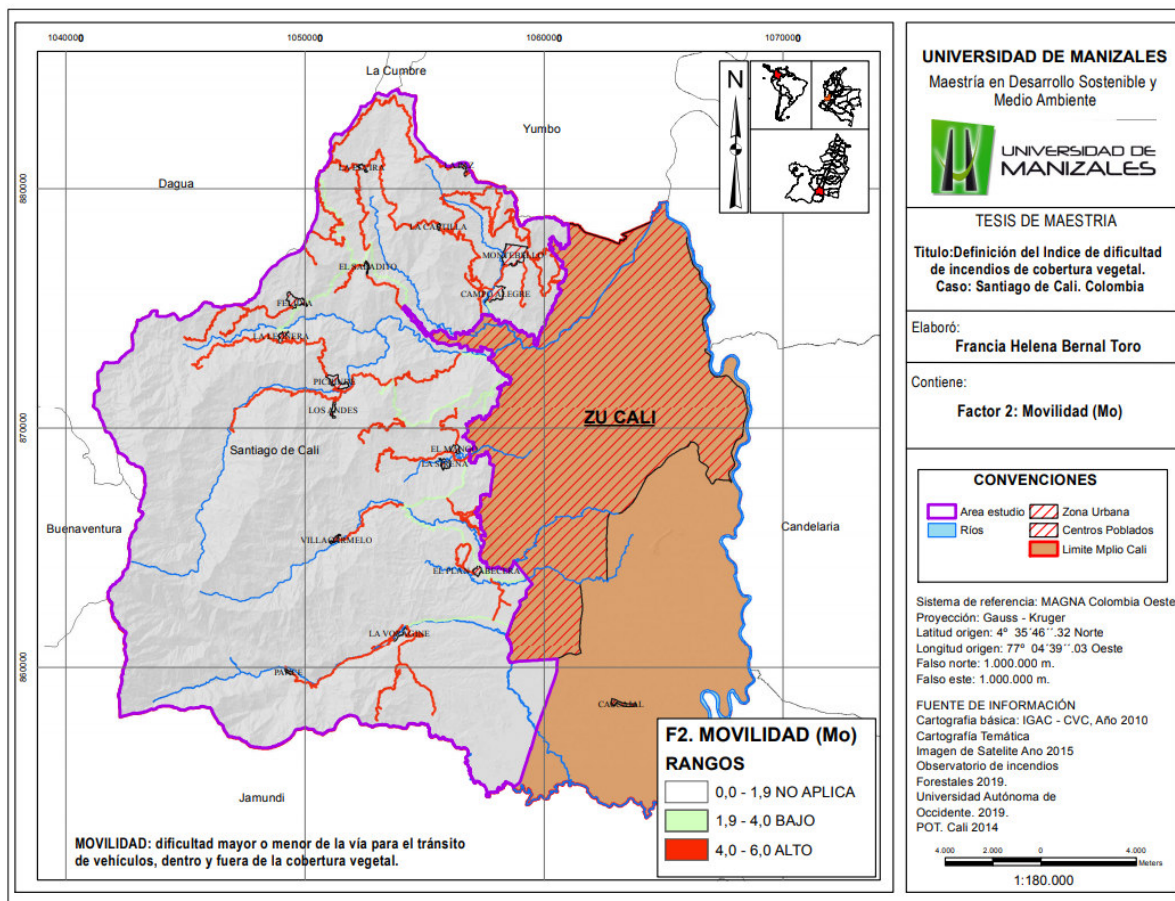 1040000
1050000
1060000
1070000
880000
870000
860000
La Cumbre
Yumbo
Dagua
N
LA PAZ
LA CASTILLA
MONTEBELLO
EL SALADITO
CAMPO ALEGRE
FELIDIA
LA LEONERA
PICHINDE
LOS ANDES
ZU CALI
Santiago de Cali
EL MANGO
LA SIRENA
Buenaventura
Candelaria
VILLACARMELO
EL PLAN CABECERA
LA VORAGINE
PANCE
Jamundi
MOVILIDAD: dificultad mayor o menor de la vía para el tránsito
de vehículos, dentro y fuera de la cobertura vegetal.
F2. MOVILIDAD (Mo)
RANGOS
0,0 - 1,9 NO APLICA
1,9 - 4,0 BAJO
4,0 - 6,0 ALTO
UNIVERSIDAD DE MANIZALES
Maestría en Desarrollo Sostenible y
Medio Ambiente
UNIVERSIDAD DE
MANIZALES
TESIS DE MAESTRIA
Titulo:Definición del Indice de dificultad
de incendios de cobertura vegetal.
Caso: Santiago de Cali. Colombia
Elaboró:
Francia Helena Bernal Toro
Contiene:
Factor 2: Movilidad (Mo)
CONVENCIONES
Area estudio
Zona Urbana
Ríos
Centros Poblados
Limite Mplio Cali
Sistema de referencia: MAGNA Colombia Oeste
Proyección: Gauss - Kruger
Latitud origen: 4º 35´46´´.32 Norte
Longitud origen: 77º 04´39´´.03 Oeste
Falso norte: 1.000.000 m.
Falso este: 1.000.000 m.
FUENTE DE INFORMACIÓN
Cartografía básica: IGAC - CVC, Año 2010
Cartografía Temática
Imagen de Satelite Ano 2015
Observatorio de incendios
Forestales 2019.
Universidad Autónoma de
Occidente. 2019.
POT. Cali 2014
4.000 2.000 0 4.000
Meters
1:180.000